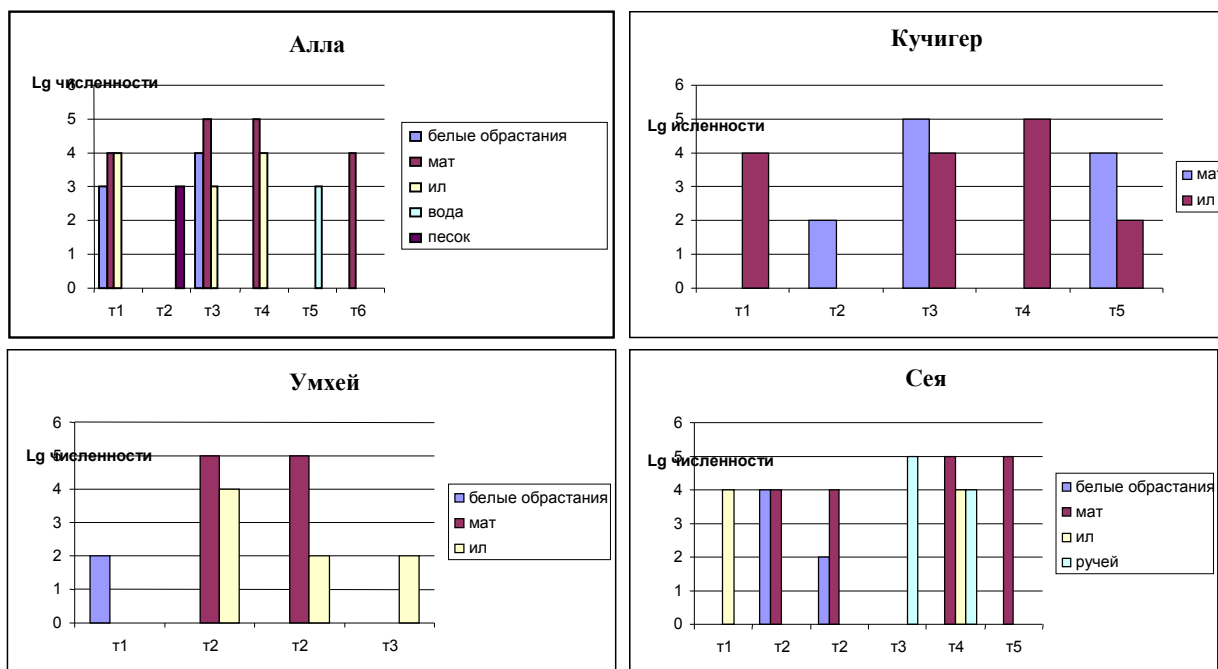 Алла
Lg численности
6
5
4
3
2
1
0
т1 т2 т3 т4 т5 т6
белые обрастания
мат
ил
вода
песок
Кучигер
Lg исленности
6
5
4
3
2
1
0
т1 т2 т3 т4 т5
мат
ил
Умхей
Lg численности
6
5
4
3
2
1
0
т1 т2 т2 т3
белые обрастания
мат
ил
Сея
Lg численности
6
5
4
3
2
1
0
т1 т2 т2 т3 т4 т5
белые обрастания
мат
ил
ручей